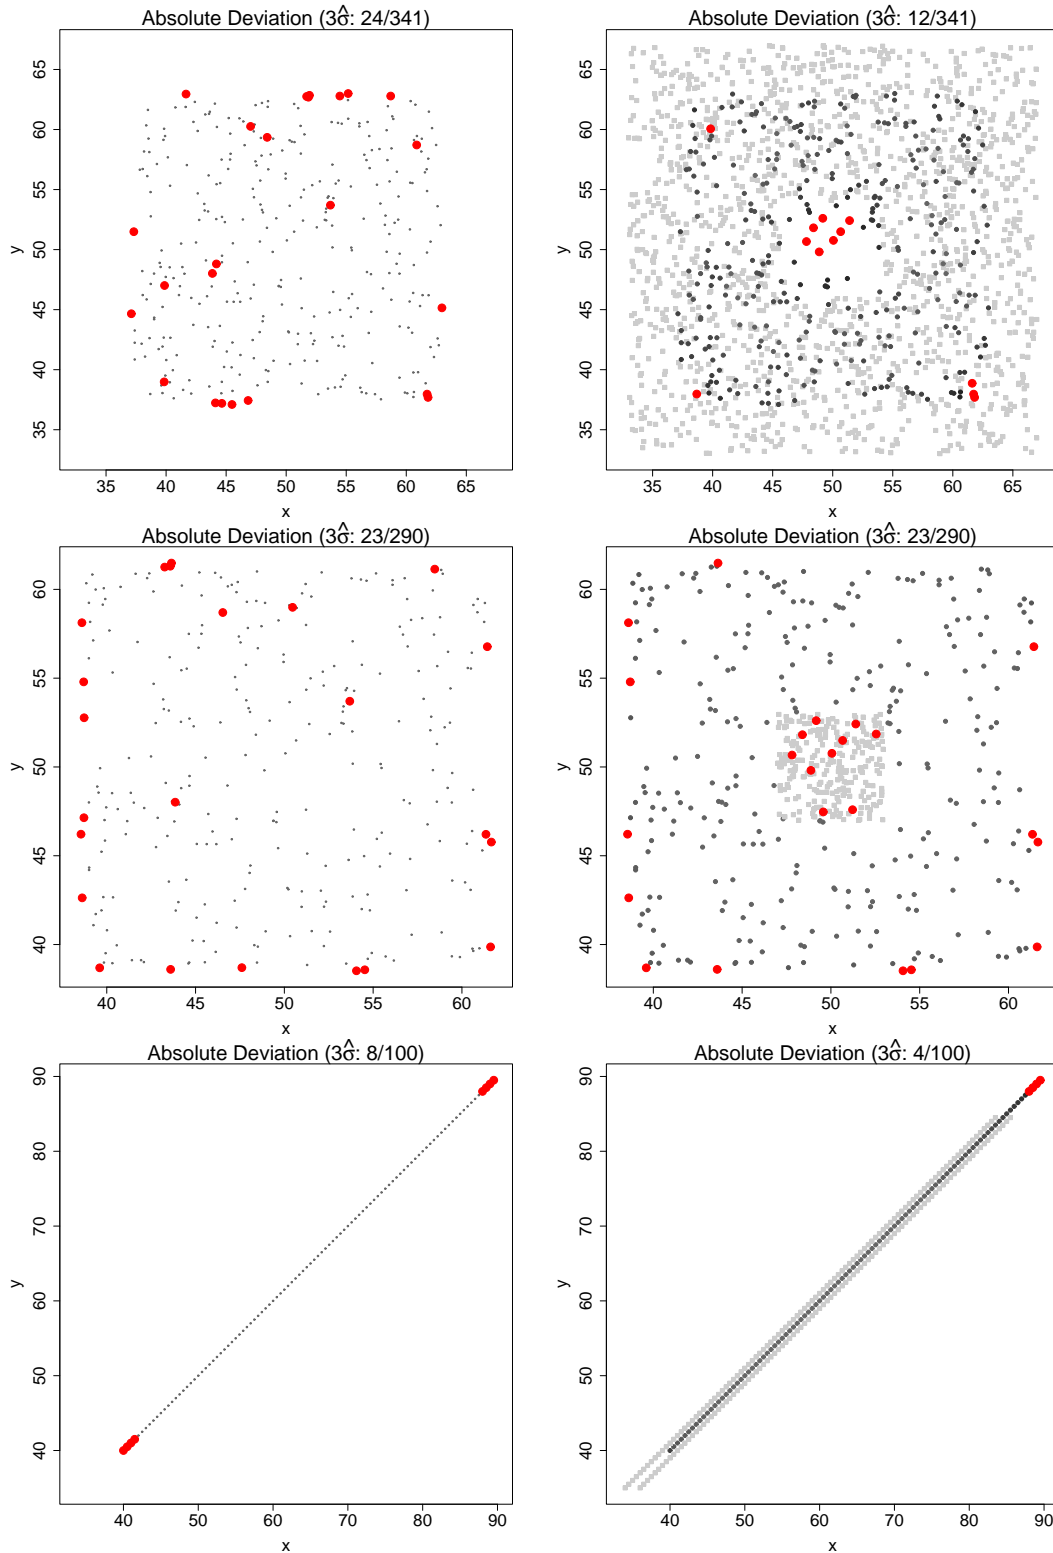 Absolute Deviation (3σ̂: 24/341)
65
60
55
50
45
40
35
y
35 40 45 50 55 60 65
x
Absolute Deviation (3σ̂: 12/341)
65
60
55
50
45
40
35
y
35 40 45 50 55 60 65
x
Absolute Deviation (3σ̂: 23/290)
60
55
50
45
40
y
40 45 50 55 60
x
Absolute Deviation (3σ̂: 23/290)
60
55
50
45
40
y
40 45 50 55 60
x
Absolute Deviation (3σ̂: 8/100)
90
80
70
60
50
40
y
40 50 60 70 80 90
x
Absolute Deviation (3σ̂: 4/100)
90
80
70
60
50
40
y
40 50 60 70 80 90
x